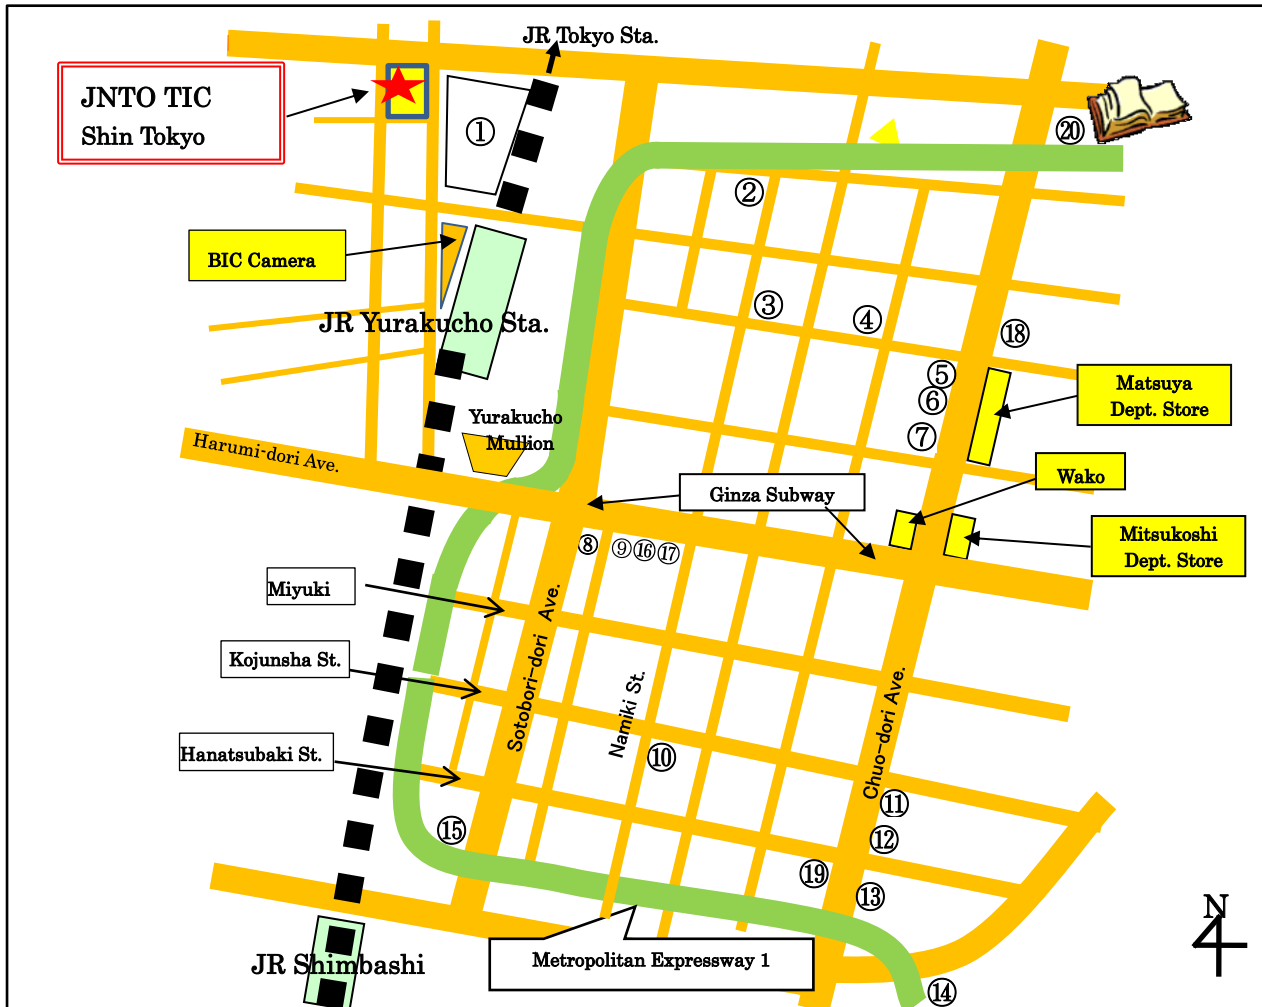 JR Tokyo Sta.
JNTO TIC
Shin Tokyo
①
⑳
②
BIC Camera
③
④
JR Yurakucho Sta.
⑱
⑤
Matsuya
Dept. Store
⑥
Yurakucho
Mullion
⑦
Harumi-dori Ave.
Wako
Ginza Subway
Mitsukoshi
Dept. Store
⑧
⑨⑯⑰
Miyuki
Sotobori-dori Ave.
Kojunsha St.
Namiki St.
Chuo-dori Ave.
Hanatsubaki St.
⑩
⑪
⑮
⑫
⑲
⑬
N
Metropolitan Expressway 1
JR Shimbashi
⑭